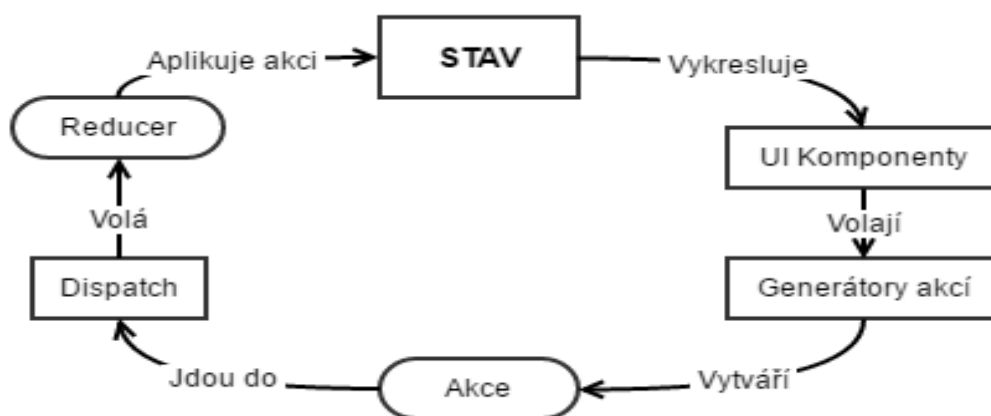 STAV
Aplikuje akci
Vykresluje
Reducer
UI Komponenty
Volá
Volají
Dispatch
Generátory akcí
Jdou do
Akce
Vytváří